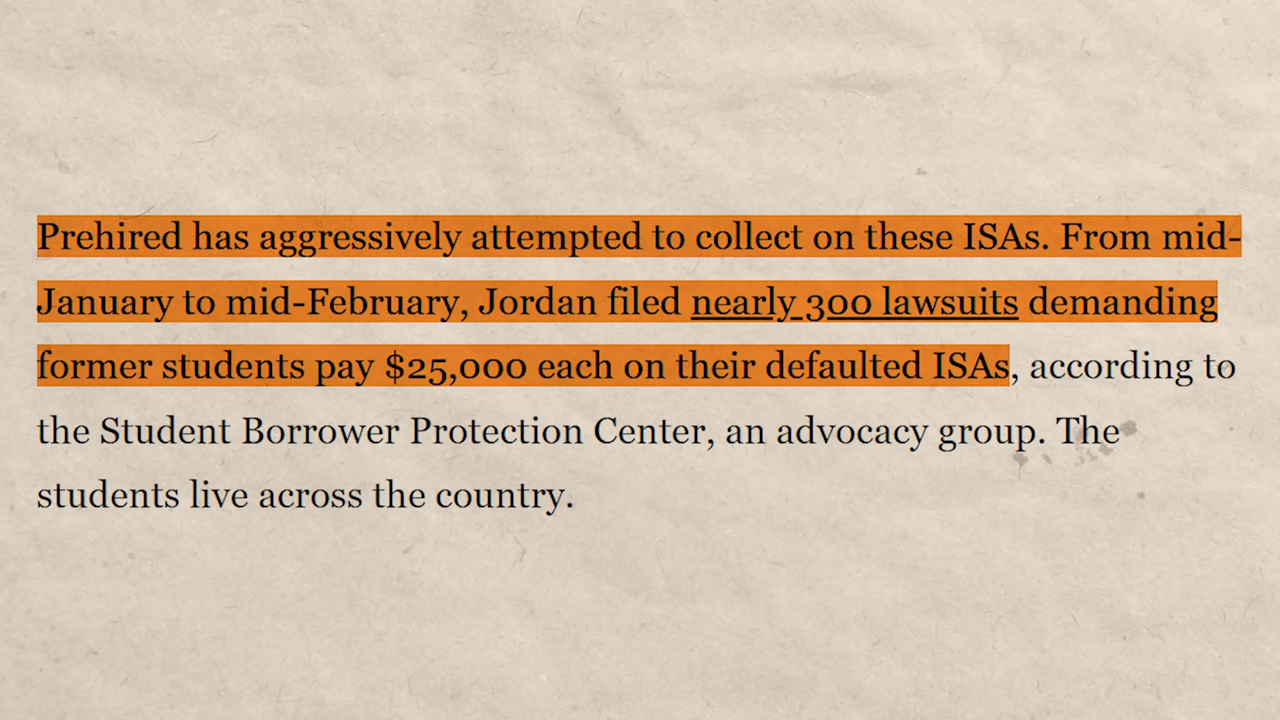 Prehired has aggressively attempted to collect on these ISAs. From mid-
January to mid-February, Jordan filed nearly 300 lawsuits demanding
former students pay $25,000 each on their defaulted ISAs, according to
the Student Borrower Protection Center, an advocacy group. The
students live across the country.